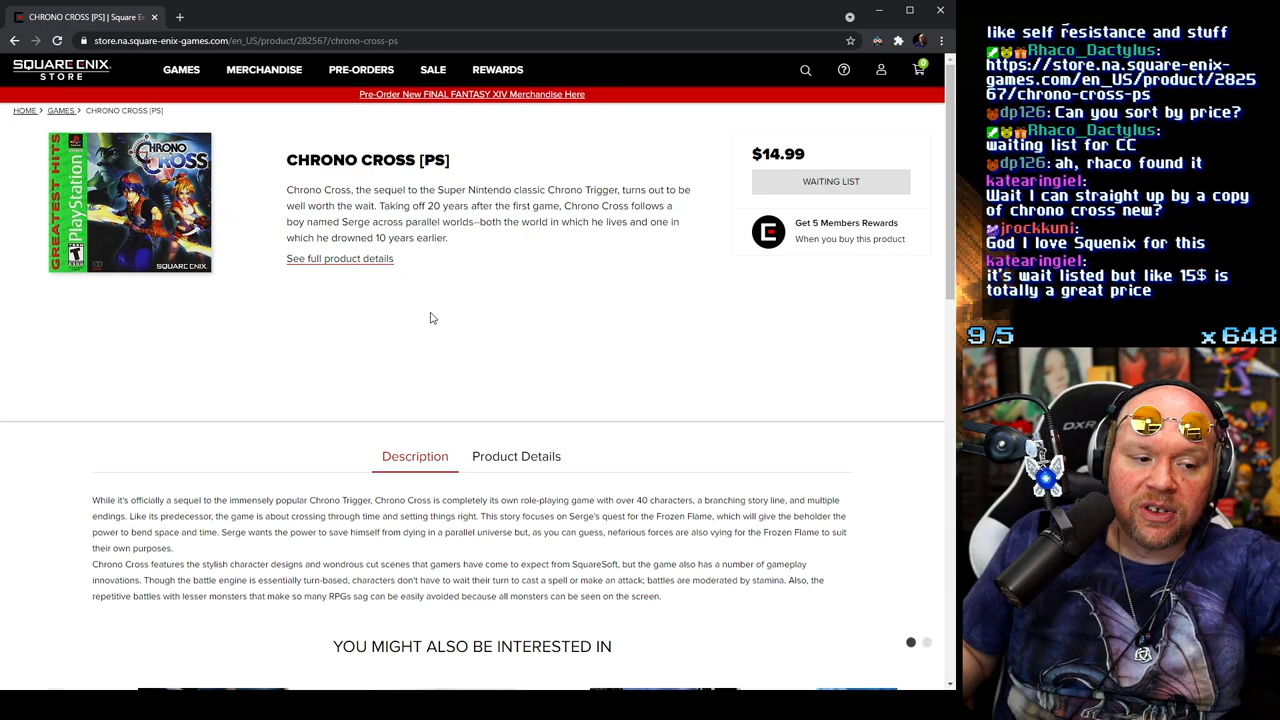 CHRONO CROSS [PS] | Square E
store.na.square-enix-games.com/en_US/product/282567/chrono-cross-ps
SQUARE ENIX
STORE
GAMES
MERCHANDISE
PRE-ORDERS
SALE
REWARDS
0
Pre-Order New FINAL FANTASY XIV Merchandise Here
HOME > GAMES > CHRONO CROSS [PS]
GREATEST HITS
PlayStation
CHRONO
CROSS
SQUARE ENIX.
CHRONO CROSS [PS]
Chrono Cross, the sequel to the Super Nintendo classic Chrono Trigger, turns out to be
well worth the wait. Taking off 20 years after the first game, Chrono Cross follows a
boy named Serge across parallel worlds--both the world in which he lives and one in
which he drowned 10 years earlier.
See full product details
$14.99
WAITING LIST
Get 5 Members Rewards
When you buy this product
Description
Product Details
While it's officially a sequel to the immensely popular Chrono Trigger, Chrono Cross is completely its own role-playing game with over 40 characters, a branching story line, and multiple
endings. Like its predecessor, the game is about crossing through time and setting things right. This story focuses on Serge's quest for the Frozen Flame, which will give the beholder the
power to bend space and time. Serge wants the power to save himself from dying in a parallel universe but, as you can guess, nefarious forces are also vying for the Frozen Flame to suit
their own purposes.
Chrono Cross features the stylish character designs and wondrous cut scenes that gamers have come to expect from SquareSoft, but the game also has a number of gameplay
innovations. Though the battle engine is essentially turn-based, characters don't have to wait their turn to cast a spell or make an attack; battles are moderated by stamina. Also, the
repetitive battles with lesser monsters that make so many RPGs sag can be easily avoided because all monsters can be seen on the screen.
YOU MIGHT ALSO BE INTERESTED IN
like self resistance and stuff
Rhaco_Dactylus:
https://store.na.square-enix-
games.com/en_US/product/2825
67/chrono-cross-ps
dp126: Can you sort by price?
Rhaco_Dactylus:
waiting list for CC
dp126: ah, rhaco found it
katearingiel:
Wait I can straight up by a copy
of chrono cross new?
jrockkuni:
God I love Squenix for this
katearingiel:
it's wait listed but like 15$ is
totally a great price
9/5
x648
DXR